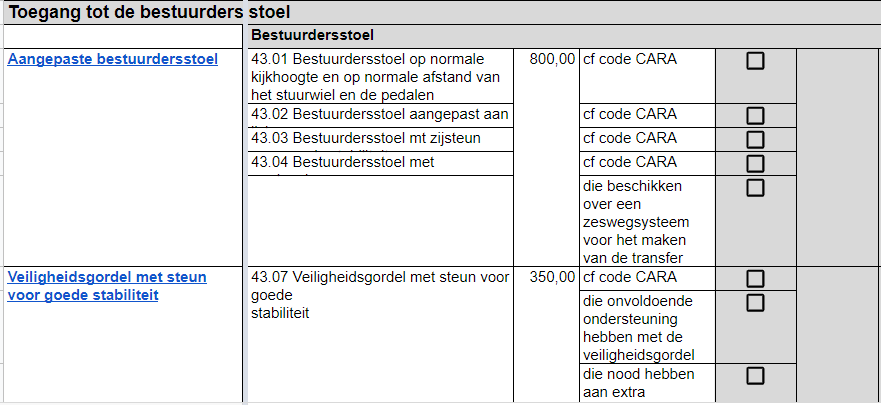 Toegang tot de bestuurdersstoel
Bestuurdersstoel
Aangepaste bestuurdersstoel
43.01 Bestuurdersstoel op normale
kijkhoogte en op normale afstand van
het stuurwiel en de pedalen
800,00
cf code CARA
43.02 Bestuurdersstoel aangepast aan
cf code CARA
43.03 Bestuurdersstoel mt zijsteun
cf code CARA
43.04 Bestuurdersstoel met
cf code CARA
die beschikken
over een
zeswegsysteem
voor het maken
van de transfer
Veiligheidsgordel met steun
voor goede stabiliteit
43.07 Veiligheidsgordel met steun voor
goede
stabiliteit
350,00
cf code CARA
die onvoldoende
ondersteuning
hebben met de
veiligheidsgordel
die nood hebben
aan extra